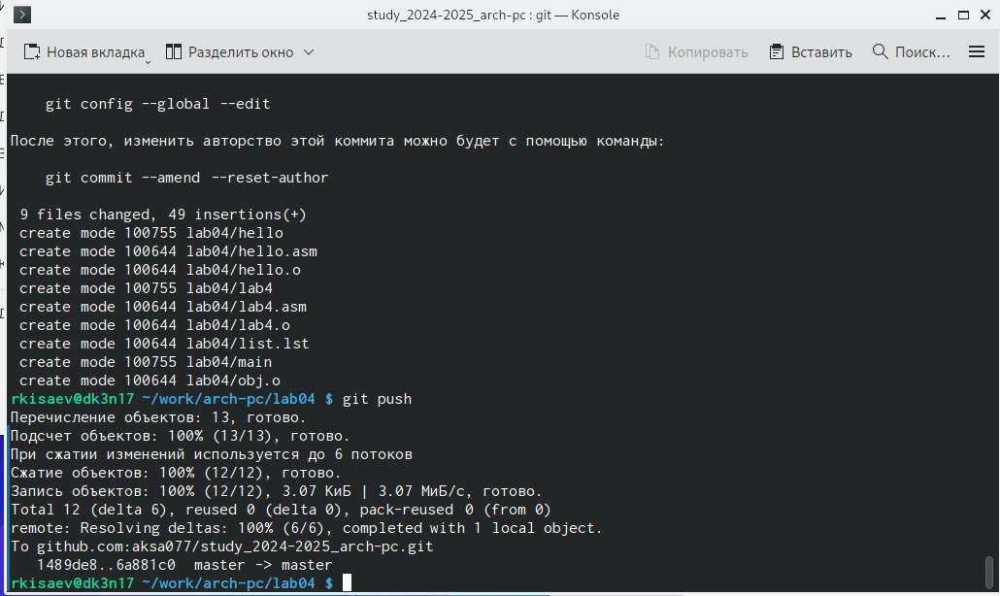 study_2024-2025_arch-pc : git — Konsole
Новая вкладка Разделить окно Копировать Вставить Поиск...
git config --global --edit
После этого, изменить авторство этой коммита можно будет с помощью команды:
git commit --amend --reset-author
9 files changed, 49 insertions(+)
create mode 100755 lab04/hello
create mode 100644 lab04/hello.asm
create mode 100644 lab04/hello.o
create mode 100755 lab04/lab4
create mode 100644 lab04/lab4.asm
create mode 100644 lab04/lab4.o
create mode 100644 lab04/list.lst
create mode 100755 lab04/main
create mode 100644 lab04/obj.o
rkisaev@dk3n17 ~/work/arch-pc/lab04 $ git push
Перечисление объектов: 13, готово.
Подсчет объектов: 100% (13/13), готово.
При сжатии изменений используется до 6 потоков
Сжатие объектов: 100% (12/12), готово.
Запись объектов: 100% (12/12), 3.07 КиБ | 3.07 МиБ/с, готово.
Total 12 (delta 6), reused 0 (delta 0), pack-reused 0 (from 0)
remote: Resolving deltas: 100% (6/6), completed with 1 local object.
To github.com:aksa077/study_2024-2025_arch-pc.git
1489de8..6a881c0 master -> master
rkisaev@dk3n17 ~/work/arch-pc/lab04 $